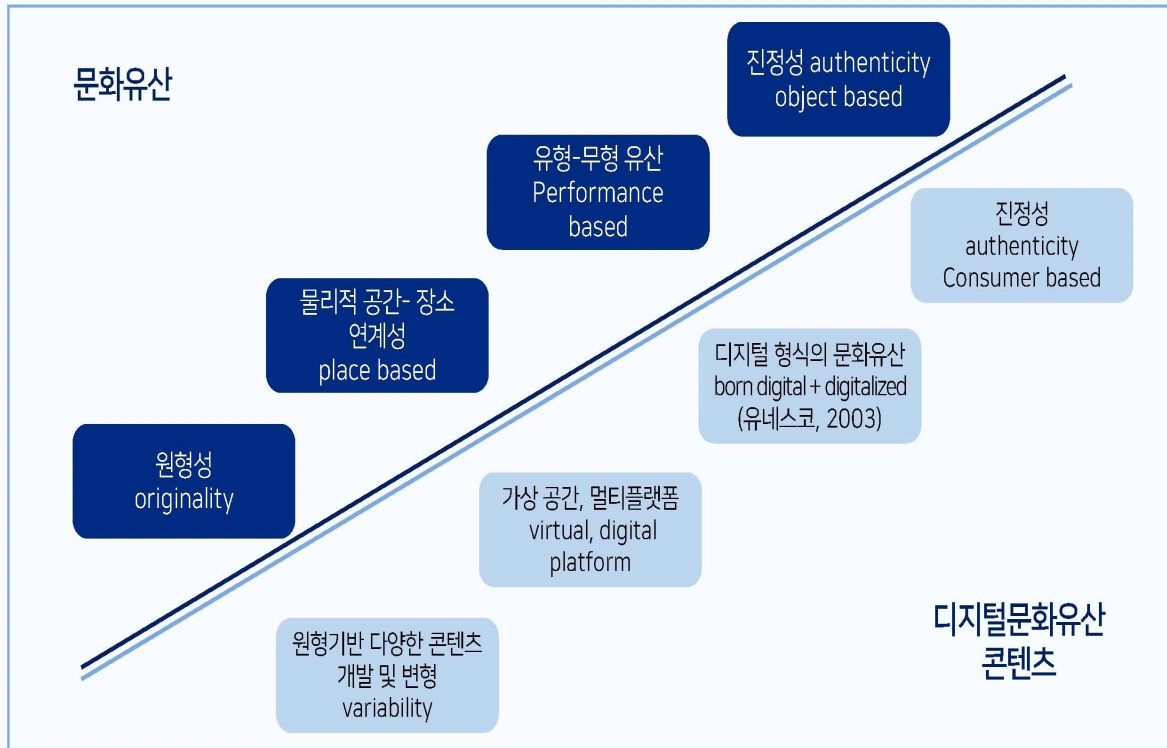 문화유산
진정성 authenticity
object based
유형-무형 유산
Performance
based
진정성
authenticity
Consumer based
물리적 공간- 장소
연계성
place based
디지털 형식의 문화유산
born digital + digitalized
(유네스코, 2003)
원형성
originality
가상 공간, 멀티플랫폼
virtual, digital
platform
원형기반 다양한 콘텐츠
개발 및 변형
variability
디지털문화유산
콘텐츠